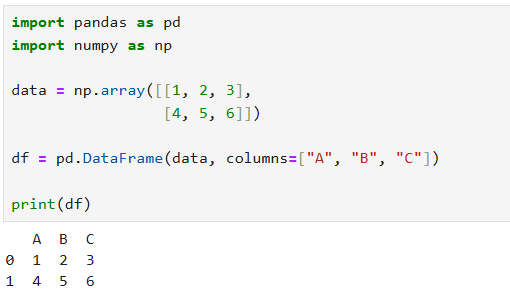 import pandas as pd
import numpy as np
data = np.array([[1, 2, 3],
[4, 5, 6]])
df = pd.DataFrame(data, columns=["A", "B", "C"])
print(df)
A B C
0 1 2 3
1 4 5 6